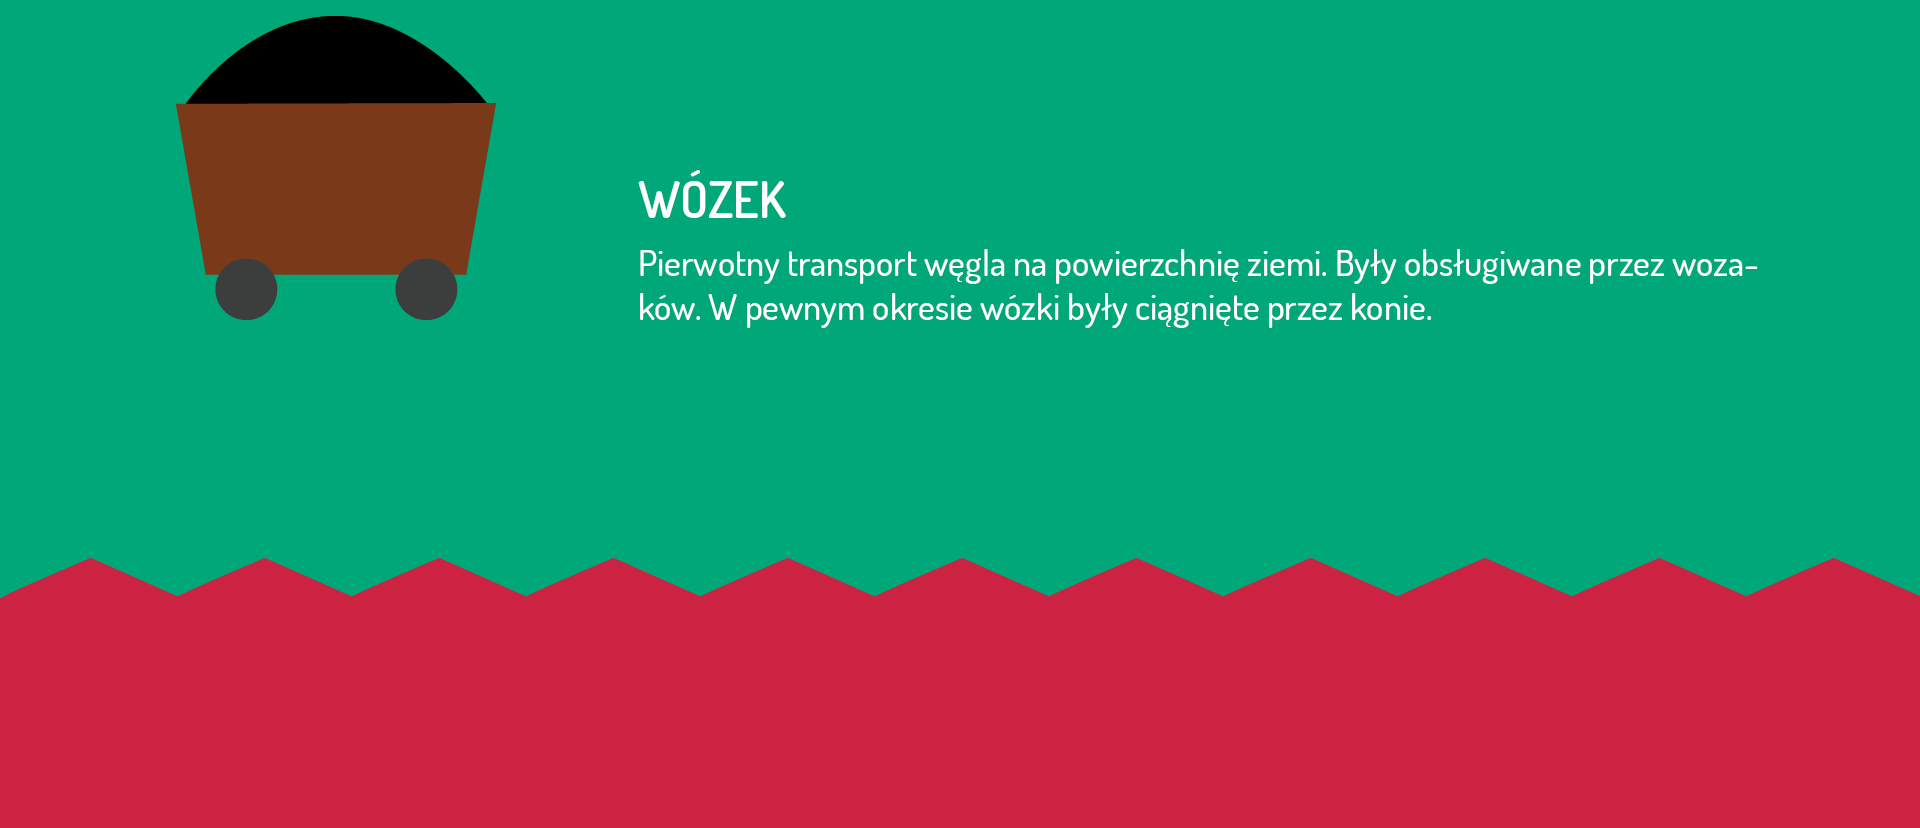 WÓZEK
Pierwotny transport węgla na powierzchnię ziemi. Były obsługiwane przez woza-
ków. W pewnym okresie wózki były ciągnięte przez konie.